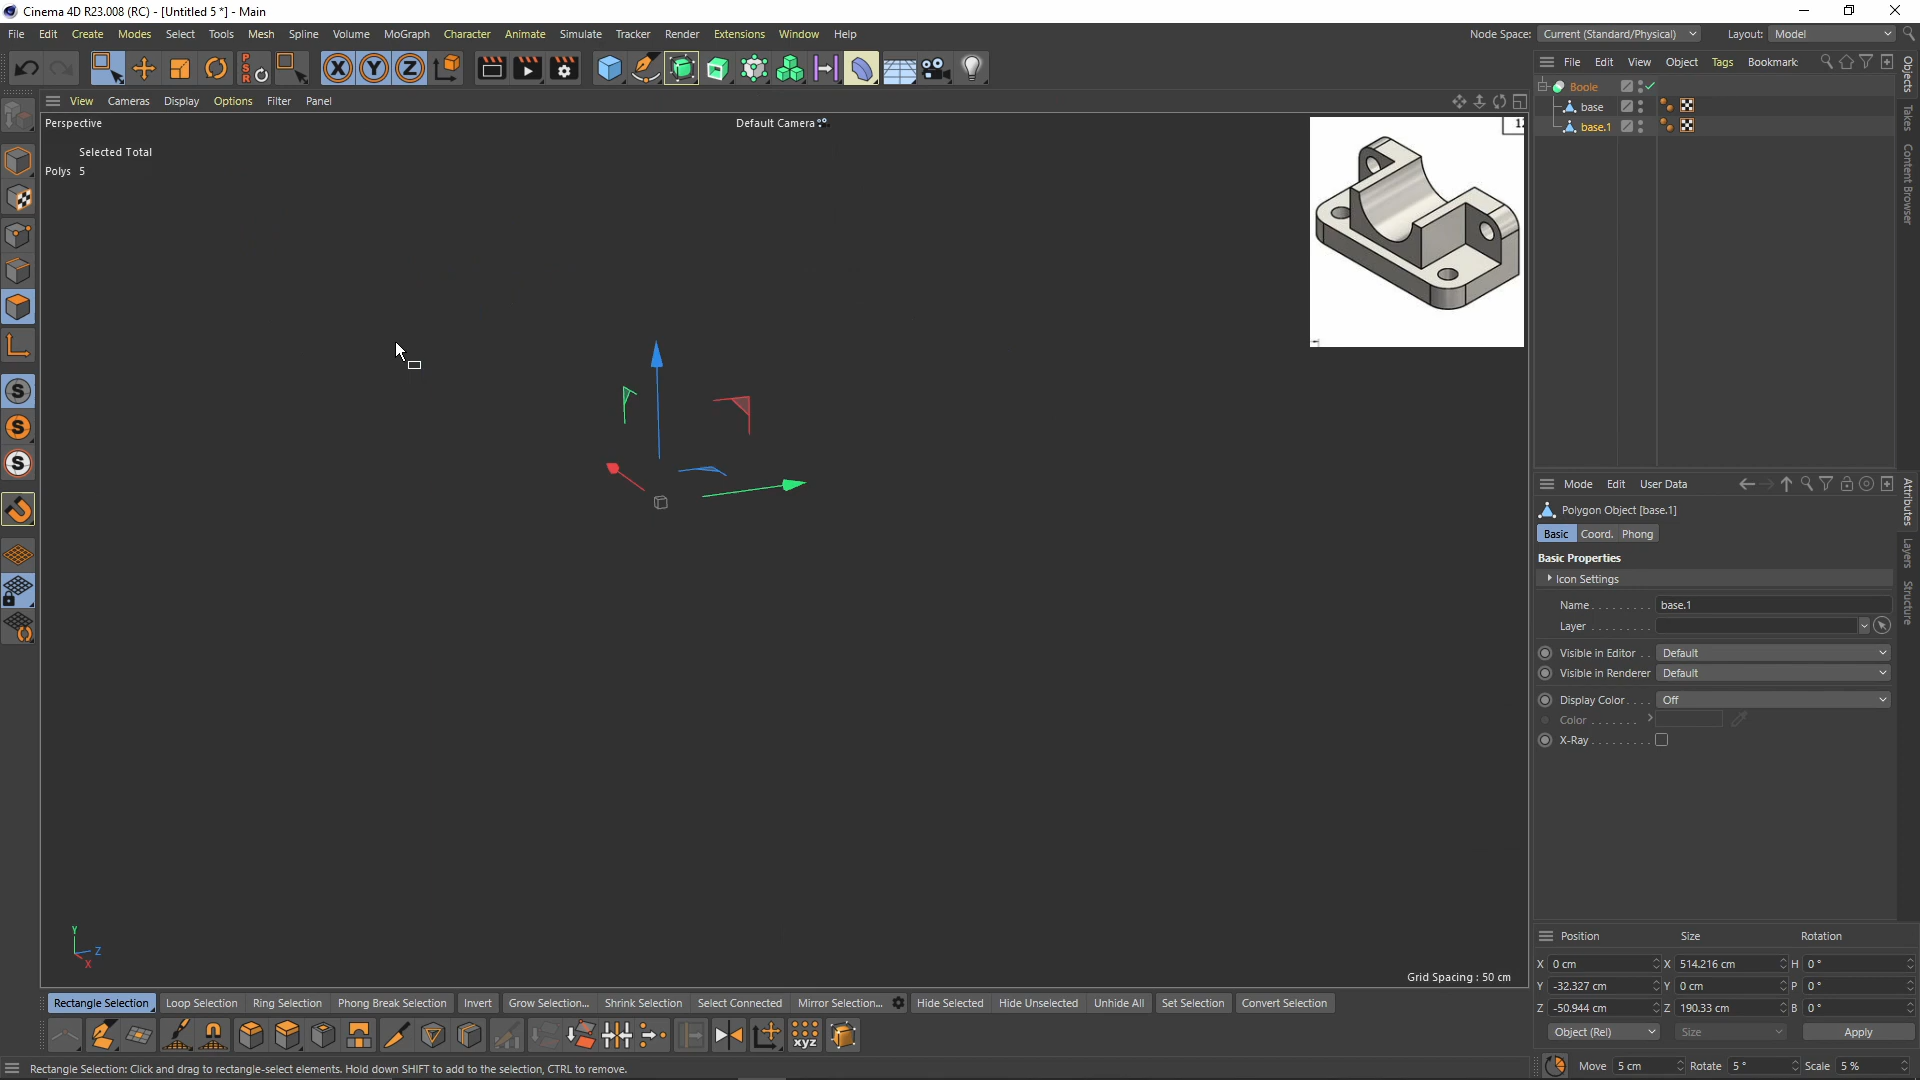 Cinema 4D R23.008 (RC) - [Untitled 5 *] - Main
File Edit Create Modes Select Tools Mesh Spline Volume MoGraph Character Animate Simulate Tracker Render Extensions Window Help
Node Space: Current (Standard/Physical) Layout: Model
PSR
X Y Z
File Edit View Object Tags Bookmark
View Cameras Display Options Filter Panel
Boole
base
base.1
Objects
Takes
Content Browser
Perspective
Default Camera
Selected Total
Polys 5
Mode Edit User Data
Attributes
Layers
Structure
Polygon Object [base.1]
Basic Coord. Phong
Basic Properties
Icon Settings
Name base.1
Layer
Visible in Editor Default
Visible in Renderer Default
Display Color Off
Color
X-Ray
S
S
S
Y
Z
X
Grid Spacing : 50 cm
Position Size Rotation
X 0 cm X 514.216 cm H 0 °
Y -32.327 cm Y 0 cm P 0 °
Z -50.944 cm Z 190.33 cm B 0 °
Object (Rel) Size Apply
Rectangle Selection Loop Selection Ring Selection Phong Break Selection Invert Grow Selection... Shrink Selection Select Connected Mirror Selection... Hide Selected Hide Unselected Unhide All Set Selection Convert Selection
xyz
Rectangle Selection: Click and drag to rectangle-select elements. Hold down SHIFT to add to the selection, CTRL to remove.
Move 5 cm Rotate 5 ° Scale 5 %